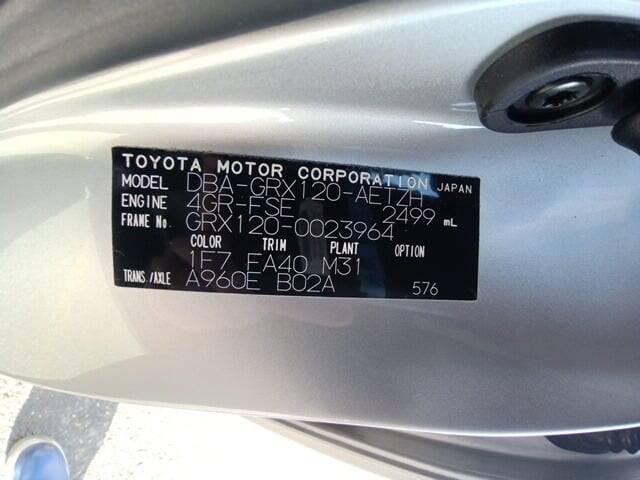 TOYOTA MOTOR CORPORATION JAPAN
MODEL DBA-GRX120-AETZH
ENGINE 4GR-FSE 2499 mL
FRAME No. GRX120-0023964
COLOR TRIM PLANT OPTION
1F7 FA40 M31
TRANS./AXLE A960E B02A 576